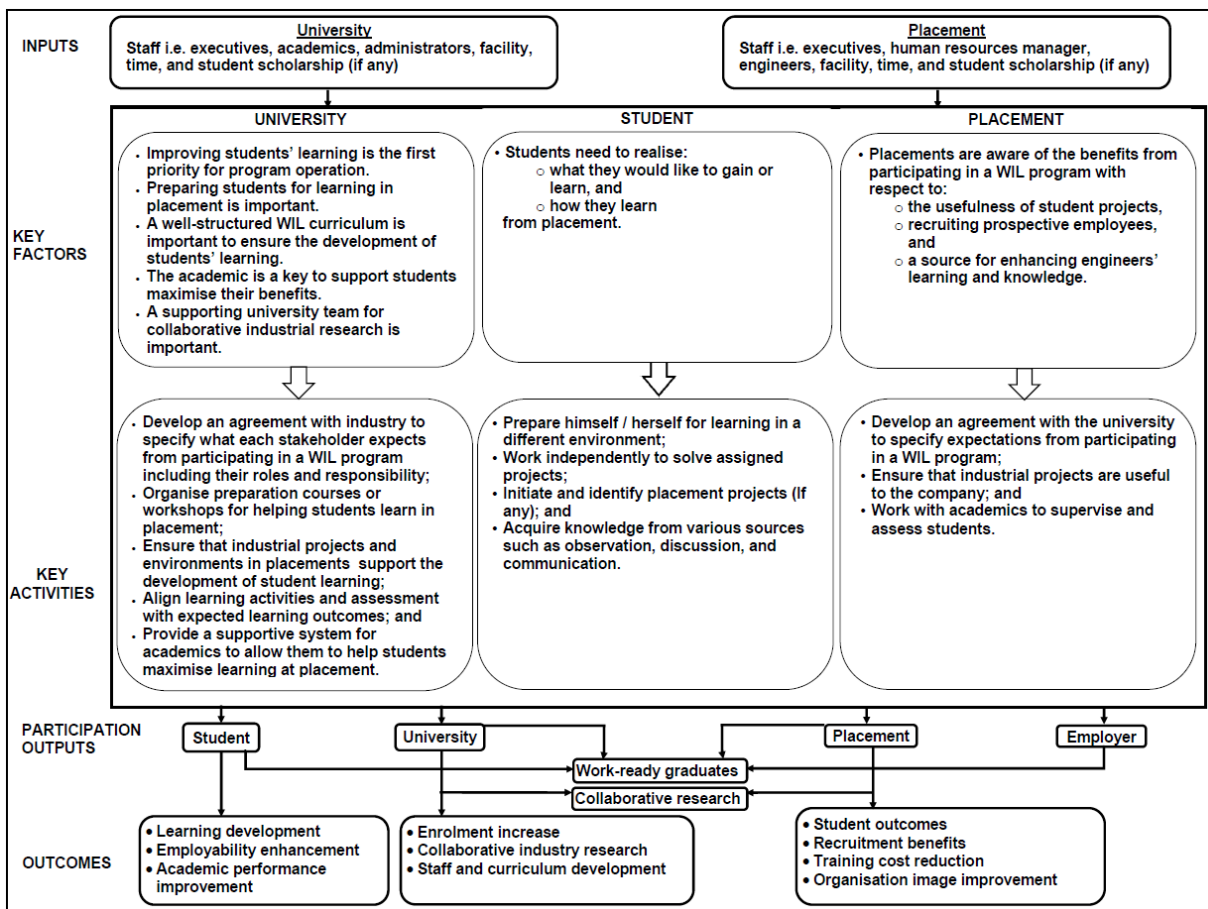 INPUTS
University
Staff i.e. executives, academics, administrators, facility,
time, and student scholarship (if any)
Placement
Staff i.e. executives, human resources manager,
engineers, facility, time, and student scholarship (if any)
UNIVERSITY
STUDENT
PLACEMENT
KEY
FACTORS
. Improving students' learning is the first
priority for program operation.
. Preparing students for learning in
placement is important.
. A well-structured WIL curriculum is
important to ensure the development of
students' learning.
. The academic is a key to support students
maximise their benefits.
. A supporting university team for
collaborative industrial research is
important.
• Students need to realise:
o what they would like to gain or
learn, and
o how they learn
from placement.
• Placements are aware of the benefits from
participating in a WIL program with
respect to:
o the usefulness of student projects,
o recruiting prospective employees,
and
o a source for enhancing engineers'
learning and knowledge.
KEY
ACTIVITIES
. Develop an agreement with industry to
specify what each stakeholder expects
from participating in a WIL program
including their roles and responsibility;
. Organise preparation courses or
workshops for helping students learn in
placement;
. Ensure that industrial projects and
environments in placements support the
development of student learning;
. Align learning activities and assessment
with expected learning outcomes; and
. Provide a supportive system for
academics to allow them to help students
maximise learning at placement.
• Prepare himself / herself for learning in a
different environment;
• Work independently to solve assigned
projects;
• Initiate and identify placement projects (If
any); and
• Acquire knowledge from various sources
such as observation, discussion, and
communication.
• Develop an agreement with the university
to specify expectations from participating
in a WIL program;
• Ensure that industrial projects are useful
to the company; and
• Work with academics to supervise and
assess students.
PARTICIPATION
OUTPUTS
Student
University
Placement
Employer
Work-ready graduates
Collaborative research
OUTCOMES
• Learning development
• Employability enhancement
• Academic performance
improvement
• Enrolment increase
• Collaborative industry research
• Staff and curriculum development
• Student outcomes
• Recruitment benefits
• Training cost reduction
• Organisation image improvement